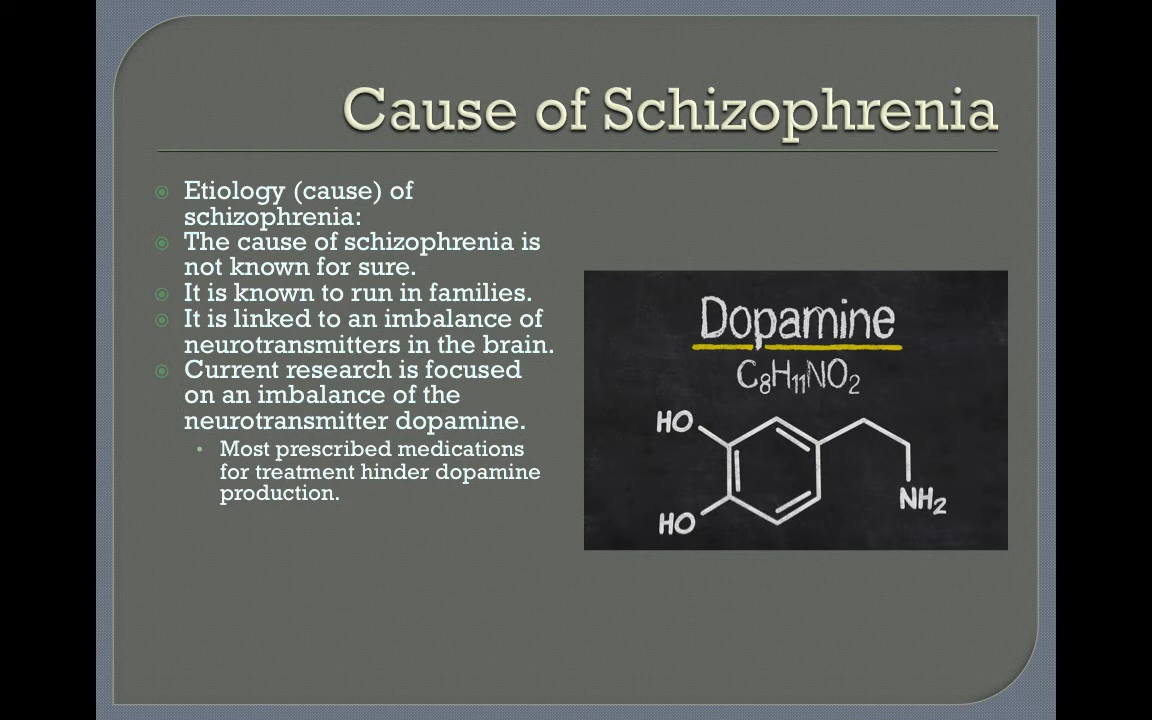 Cause of Schizophrenia
Etiology (cause) of
schizophrenia:
The cause of schizophrenia is
not known for sure.
It is known to run in families.
It is linked to an imbalance of
neurotransmitters in the brain.
Current research is focused
on an imbalance of the
neurotransmitter dopamine.
Most prescribed medications
for treatment hinder dopamine
production.
Dopamine
C₈H₁₁NO₂
HO
HO
NH₂